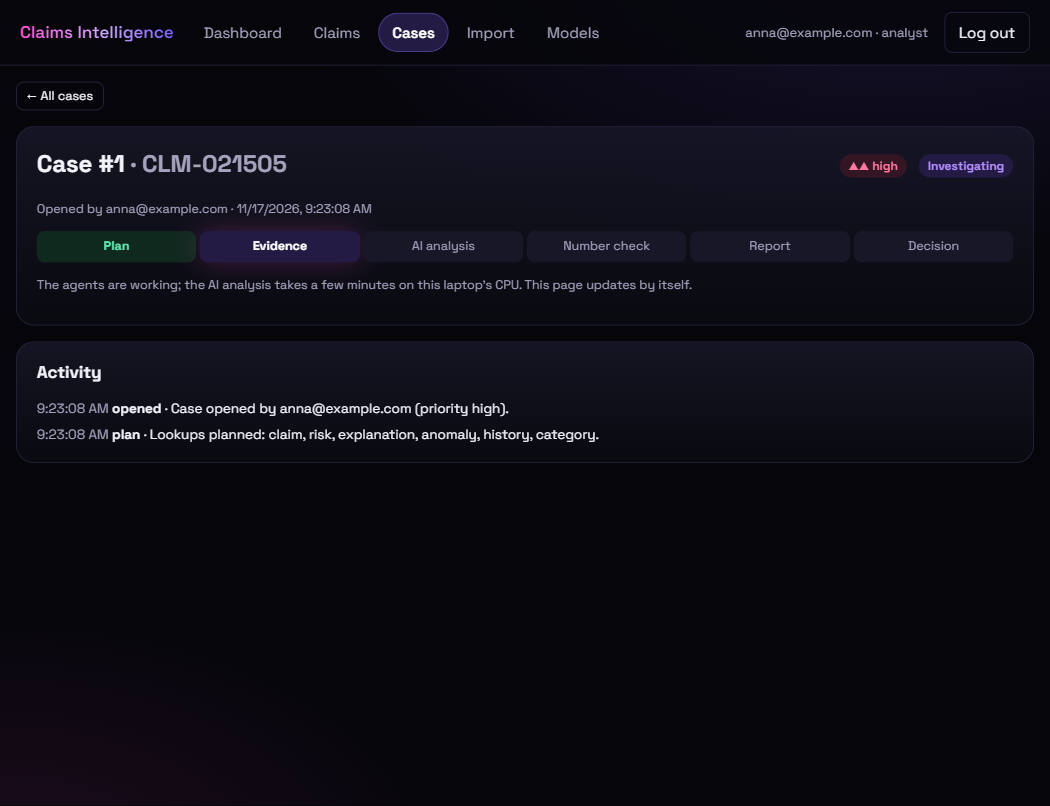 Claims Intelligence Dashboard Claims Cases Import Models anna@example.com · analyst Log out
← All cases
Case #1 · CLM-021505 ▲▲ high Investigating
Opened by anna@example.com · 11/17/2026, 9:23:08 AM
Plan Evidence AI analysis Number check Report Decision
The agents are working; the AI analysis takes a few minutes on this laptop's CPU. This page updates by itself.
Activity
9:23:08 AM opened · Case opened by anna@example.com (priority high).
9:23:08 AM plan · Lookups planned: claim, risk, explanation, anomaly, history, category.